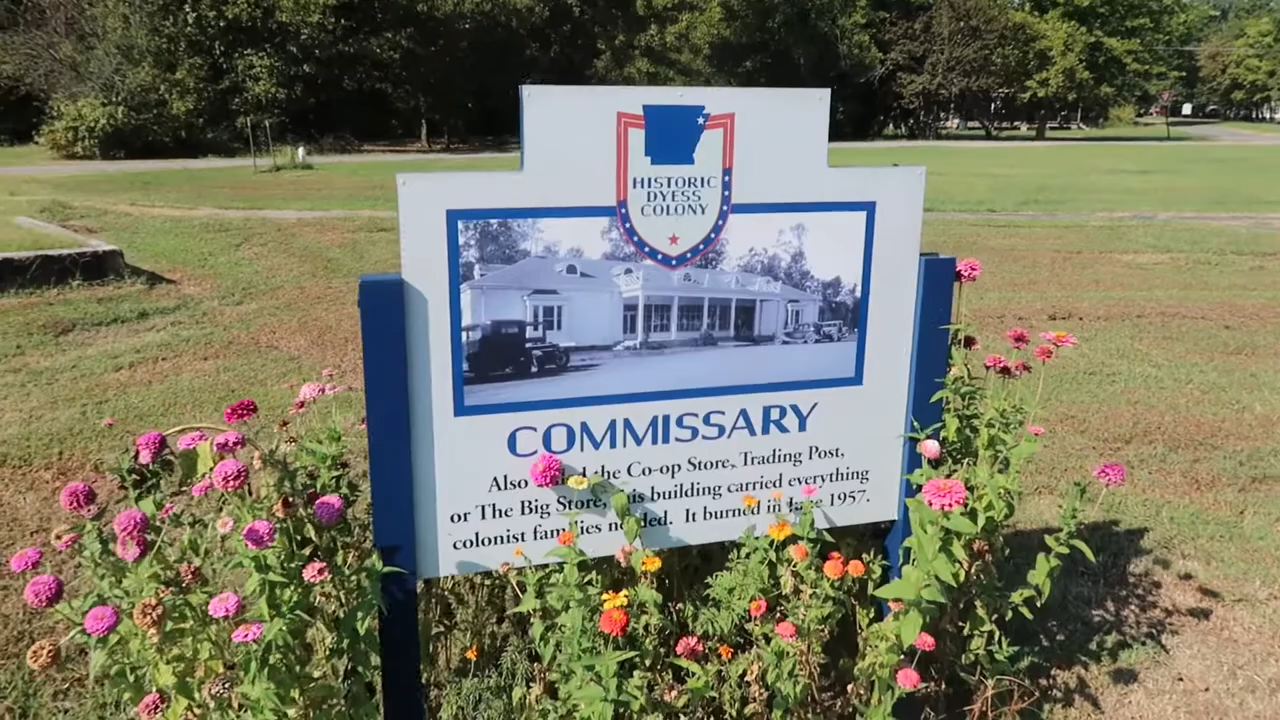 HISTORIC
DYESS
COLONY
COMMISSARY
Also the Co-op Store, Trading Post,
or The Big Store, this building carried everything
colonist families needed. It burned in 1957.